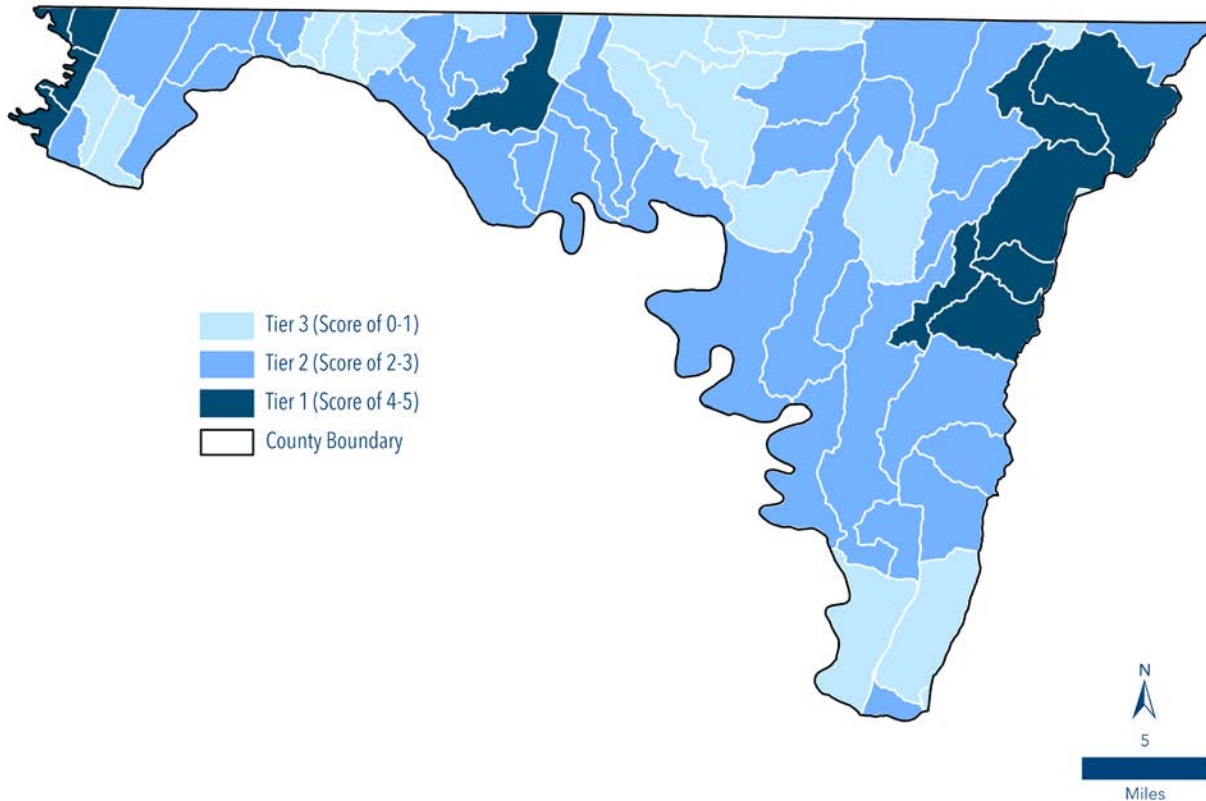 Tier 3 (Score of 0-1)
Tier 2 (Score of 2-3)
Tier 1 (Score of 4-5)
County Boundary
N
5
Miles